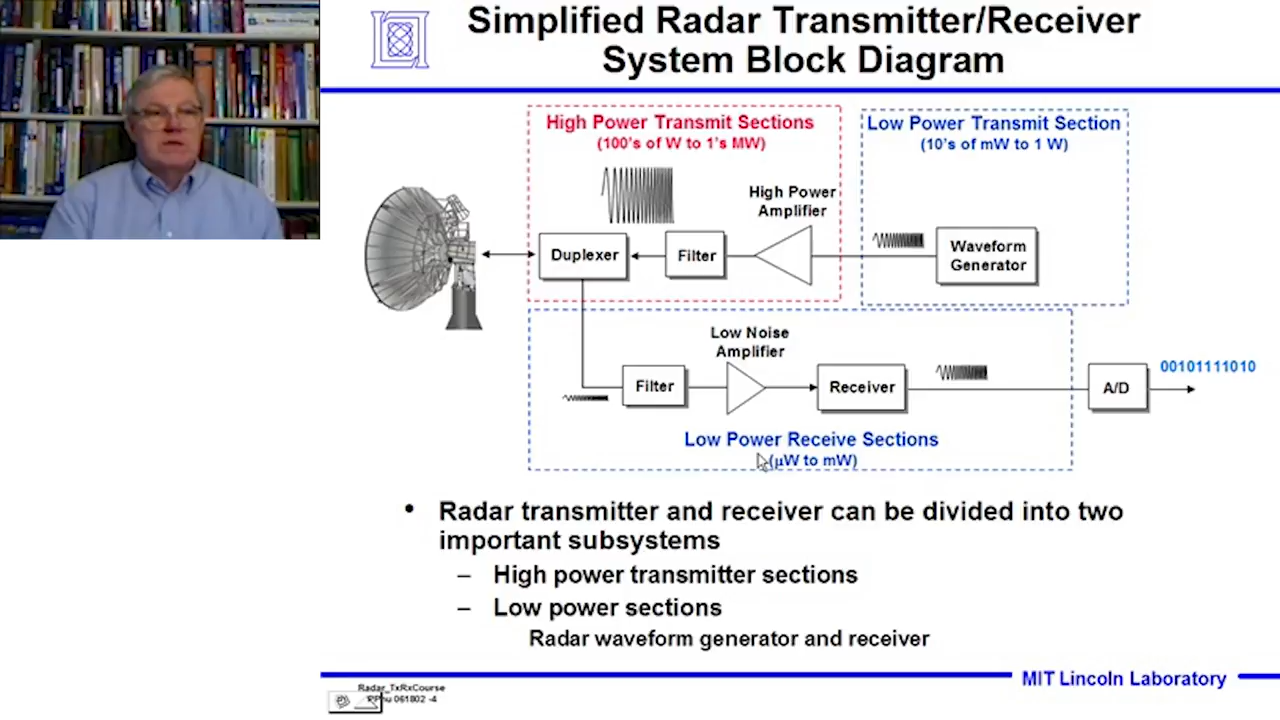 Simplified Radar Transmitter/Receiver
System Block Diagram
High Power Transmit Sections
(100's of W to 1's MW)
Low Power Transmit Section
(10's of mW to 1 W)
High Power
Amplifier
Duplexer
Filter
Waveform
Generator
Low Noise
Amplifier
Filter
Receiver
A/D
00101111010
Low Power Receive Sections
(µW to mW)
• Radar transmitter and receiver can be divided into two
important subsystems
– High power transmitter sections
– Low power sections
Radar waveform generator and receiver
MIT Lincoln Laboratory
Radar_TxRxCourse
061802 -4